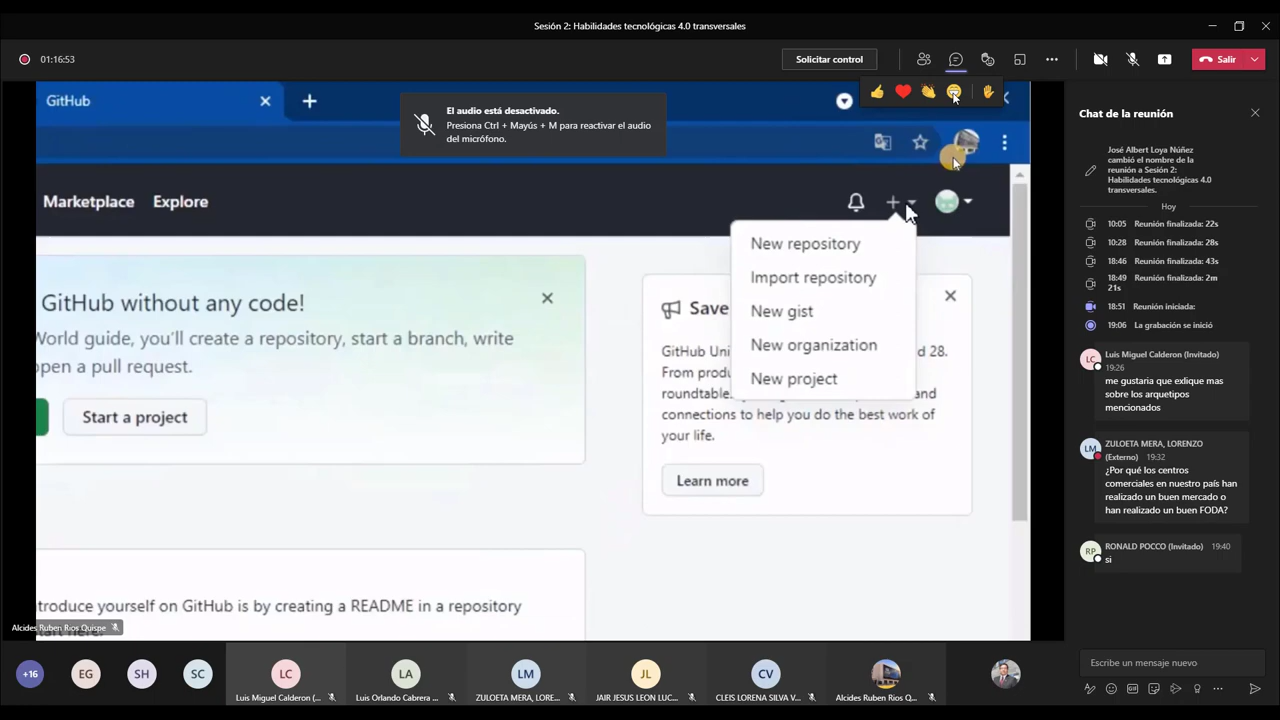 Sesión 2: Habilidades tecnológicas 4.0 transversales
01:16:53
Solicitar control
Salir
GitHub
El audio está desactivado.
Presiona Ctrl + Mayús + M para reactivar el audio
del micrófono.
Marketplace Explore
New repository
Import repository
New gist
New organization
New project
GitHub without any code!
World guide, you'll create a repository, start a branch, write
open a pull request.
Start a project
Save
GitHub Uni d 28.
From produ
roundtable
connections to help you do the best work of
your life.
Learn more
ntroduce yourself on GitHub is by creating a README in a repository
start here.
Alcides Ruben Rios Quispe
Chat de la reunión
José Albert Loya Núñez
cambió el nombre de la
reunión a Sesión 2:
Habilidades tecnológicas 4.0
transversales.
Hoy
10:05 Reunión finalizada: 22s
10:28 Reunión finalizada: 28s
18:46 Reunión finalizada: 43s
18:49 Reunión finalizada: 2m
21s
18:51 Reunión iniciada:
19:06 La grabación se inició
LC
Luis Miguel Calderon (Invitado)
19:26
me gustaria que exlique mas
sobre los arquetipos
mencionados
LM
ZULOETA MERA, LORENZO
(Externo) 19:32
¿Por qué los centros
comerciales en nuestro país han
realizado un buen mercado o
han realizado un buen FODA?
RP
RONALD POCCO (Invitado) 19:40
si
Escribe un mensaje nuevo
+16
EG
SH
SC
LC
Luis Miguel Calderon (...
LA
Luis Orlando Cabrera ...
LM
ZULOETA MERA, LORE...
JL
JAIR JESUS LEON LUC...
CV
CLEIS LORENA SILVA V...
Alcides Ruben Rios Q...